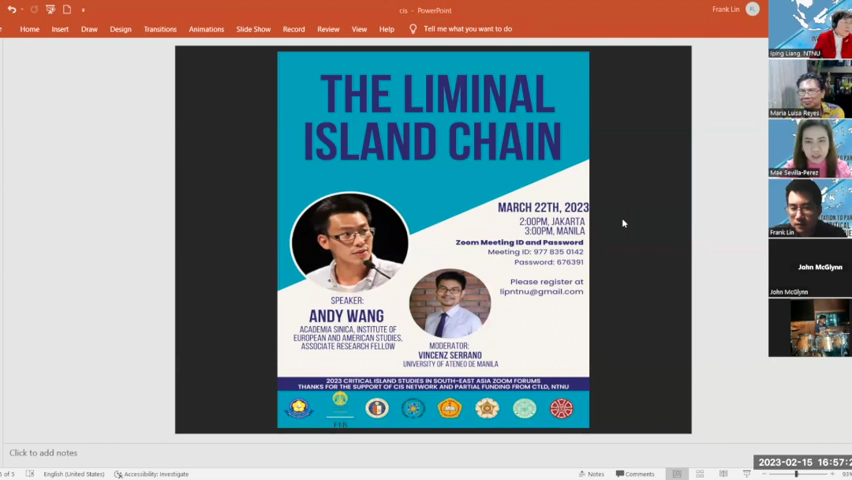 cis - PowerPoint
Frank Lin
FL
Home Insert Draw Design Transitions Animations Slide Show Record Review View Help Tell me what you want to do
THE LIMINAL
ISLAND CHAIN
MARCH 22TH, 2023
2:00PM, JAKARTA
3:00PM, MANILA
Zoom Meeting ID and Password
Meeting ID: 977 835 0142
Password: 676391
Please register at
lipntnu@gmail.com
SPEAKER:
ANDY WANG
ACADEMIA SINICA, INSTITUTE OF
EUROPEAN AND AMERICAN STUDIES,
ASSOCIATE RESEARCH FELLOW
MODERATOR:
VINCENZ SERRANO
UNIVERSITY OF ATENEO DE MANILA
2023 CRITICAL ISLAND STUDIES IN SOUTH-EAST ASIA ZOOM FORUMS
THANKS FOR THE SUPPORT OF CIS NETWORK AND PARTIAL FUNDING FROM CTLD, NTNU
FIB
Iping Liang, NTNU
Maria Luisa Reyes
Mae Sevilla-Perez
Frank Lin
John McGlynn
John McGlynn
Click to add notes
2023-02-15 16:57:2
5 of 5 English (United States) Accessibility: Investigate Notes Comments